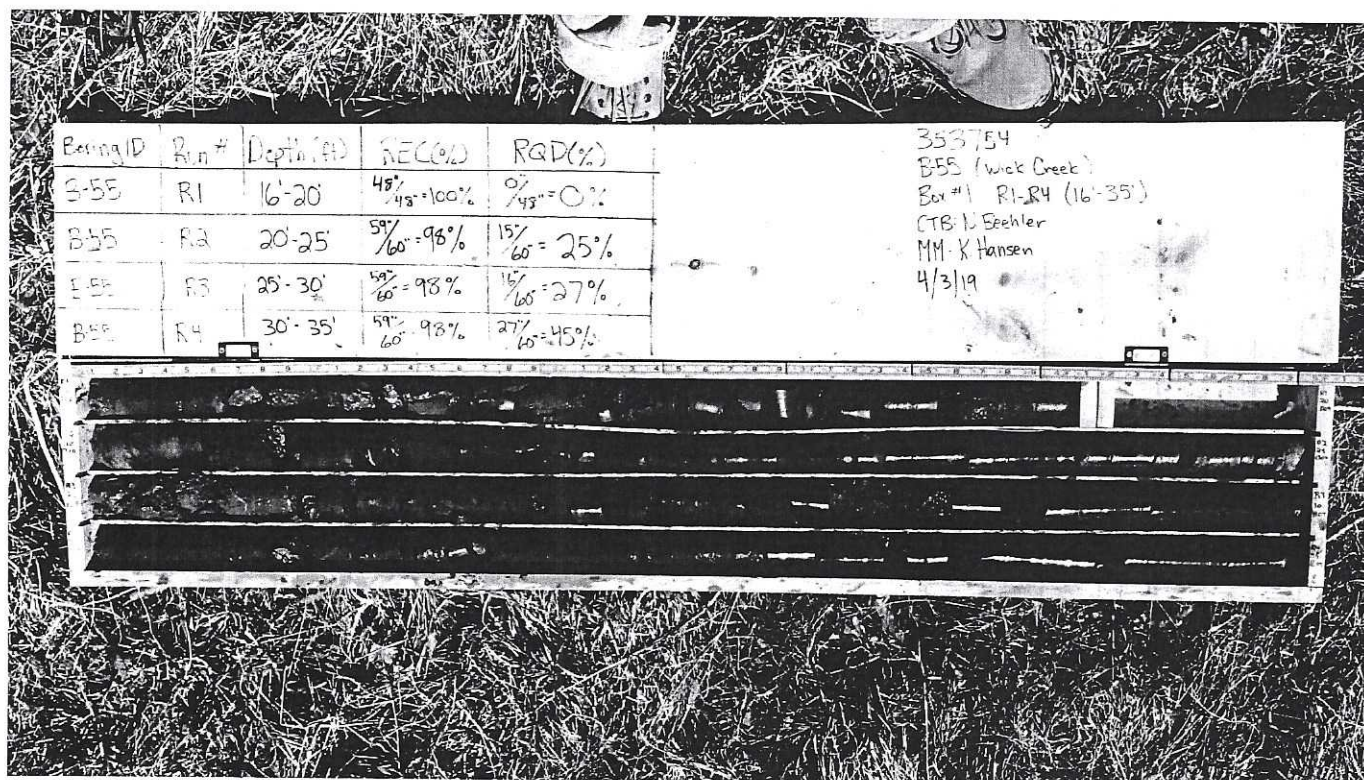 Boring ID Run # Depth (ft) REC(%) RQD(%)
B-55 R1 16'-20' 48"/48" = 100% 0"/48" = 0%
B-55 R2 20'-25' 59"/60" = 98% 15"/60" = 25%
B-55 R3 25'-30' 59"/60" = 98% 16"/60" = 27%
B-55 R4 30'-35' 59"/60" = 98% 27"/60" = 45%
353754
B-55 (Wick Creek)
Box #1 R1-R4 (16'-35')
CTB: N. Beehler
MM: K. Hansen
4/3/19